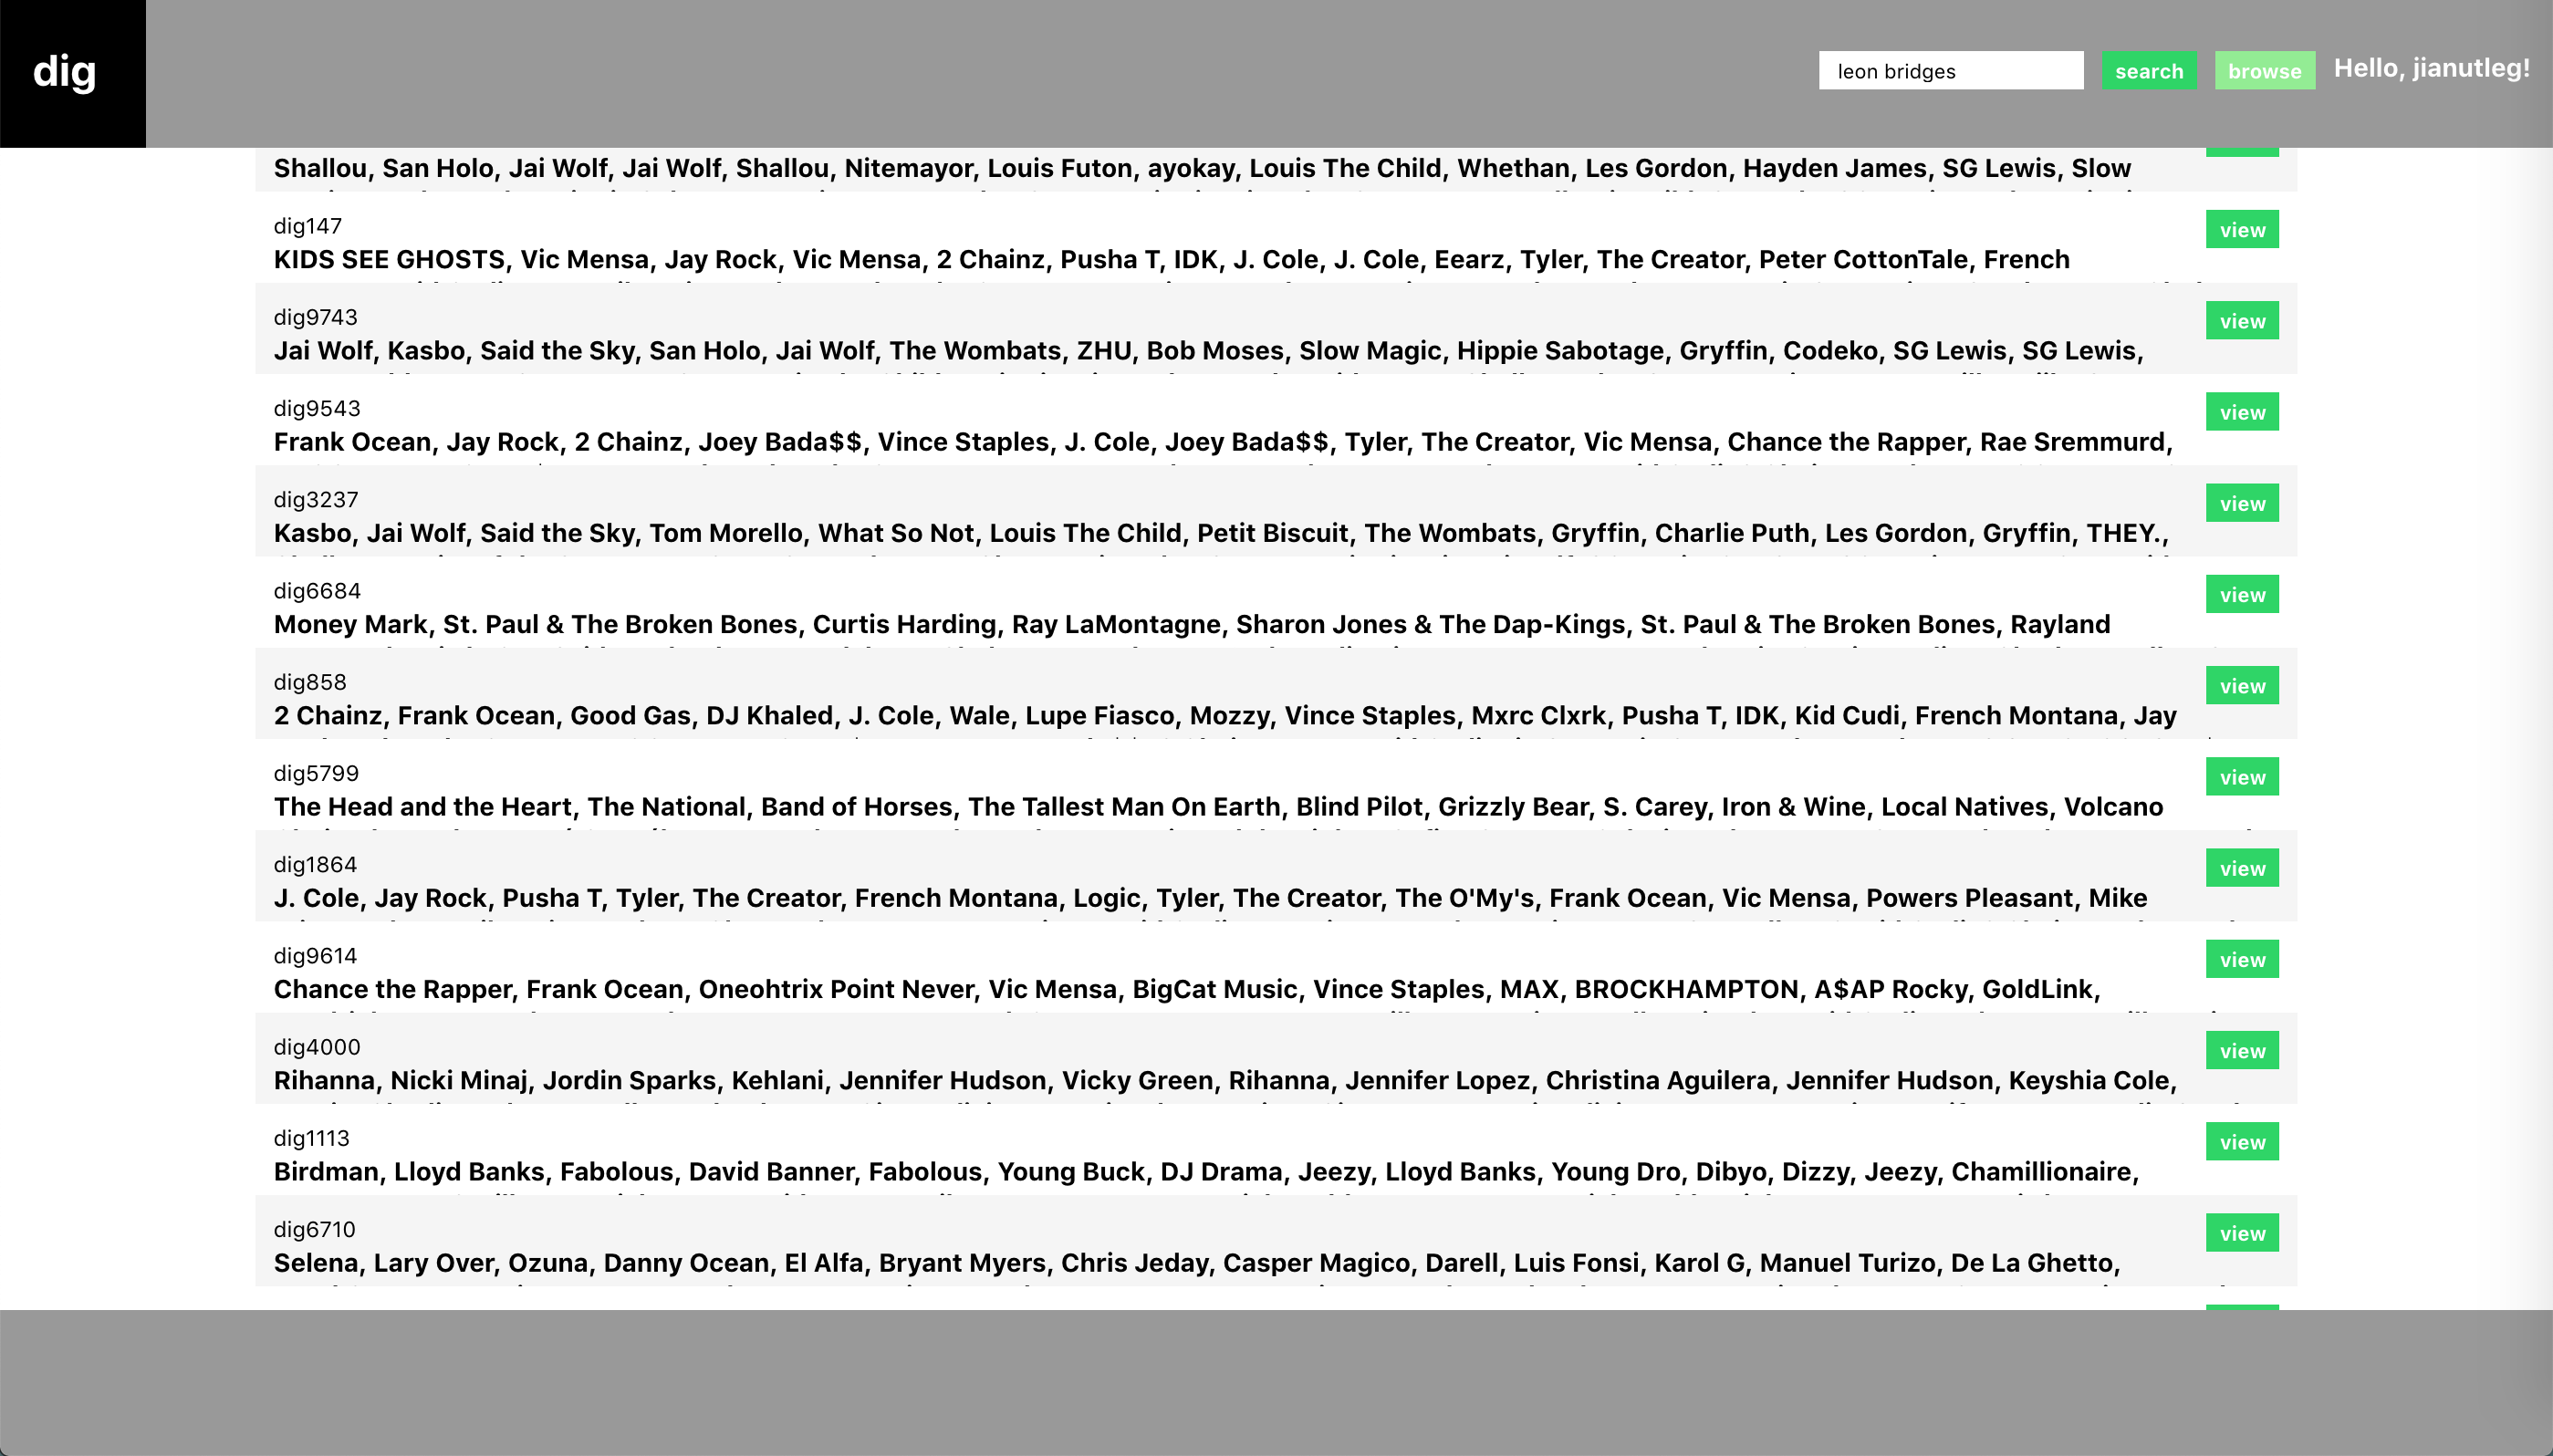 dig
leon bridges
search
browse
Hello, jianutleg!
Shallou, San Holo, Jai Wolf, Jai Wolf, Shallou, Nitemayor, Louis Futon, ayokay, Louis The Child, Whethan, Les Gordon, Hayden James, SG Lewis, Slow
dig147
view
KIDS SEE GHOSTS, Vic Mensa, Jay Rock, Vic Mensa, 2 Chainz, Pusha T, IDK, J. Cole, J. Cole, Eearz, Tyler, The Creator, Peter CottonTale, French
dig9743
view
Jai Wolf, Kasbo, Said the Sky, San Holo, Jai Wolf, The Wombats, ZHU, Bob Moses, Slow Magic, Hippie Sabotage, Gryffin, Codeko, SG Lewis, SG Lewis,
dig9543
view
Frank Ocean, Jay Rock, 2 Chainz, Joey Bada$$, Vince Staples, J. Cole, Joey Bada$$, Tyler, The Creator, Vic Mensa, Chance the Rapper, Rae Sremmurd,
dig3237
view
Kasbo, Jai Wolf, Said the Sky, Tom Morello, What So Not, Louis The Child, Petit Biscuit, The Wombats, Gryffin, Charlie Puth, Les Gordon, Gryffin, THEY.,
dig6684
view
Money Mark, St. Paul & The Broken Bones, Curtis Harding, Ray LaMontagne, Sharon Jones & The Dap-Kings, St. Paul & The Broken Bones, Rayland
dig858
view
2 Chainz, Frank Ocean, Good Gas, DJ Khaled, J. Cole, Wale, Lupe Fiasco, Mozzy, Vince Staples, Mxrc Clxrk, Pusha T, IDK, Kid Cudi, French Montana, Jay
dig5799
view
The Head and the Heart, The National, Band of Horses, The Tallest Man On Earth, Blind Pilot, Grizzly Bear, S. Carey, Iron & Wine, Local Natives, Volcano
dig1864
view
J. Cole, Jay Rock, Pusha T, Tyler, The Creator, French Montana, Logic, Tyler, The Creator, The O'My's, Frank Ocean, Vic Mensa, Powers Pleasant, Mike
dig9614
view
Chance the Rapper, Frank Ocean, Oneohtrix Point Never, Vic Mensa, BigCat Music, Vince Staples, MAX, BROCKHAMPTON, A$AP Rocky, GoldLink,
dig4000
view
Rihanna, Nicki Minaj, Jordin Sparks, Kehlani, Jennifer Hudson, Vicky Green, Rihanna, Jennifer Lopez, Christina Aguilera, Jennifer Hudson, Keyshia Cole,
dig1113
view
Birdman, Lloyd Banks, Fabolous, David Banner, Fabolous, Young Buck, DJ Drama, Jeezy, Lloyd Banks, Young Dro, Dibyo, Dizzy, Jeezy, Chamillionaire,
dig6710
view
Selena, Lary Over, Ozuna, Danny Ocean, El Alfa, Bryant Myers, Chris Jeday, Casper Magico, Darell, Luis Fonsi, Karol G, Manuel Turizo, De La Ghetto,